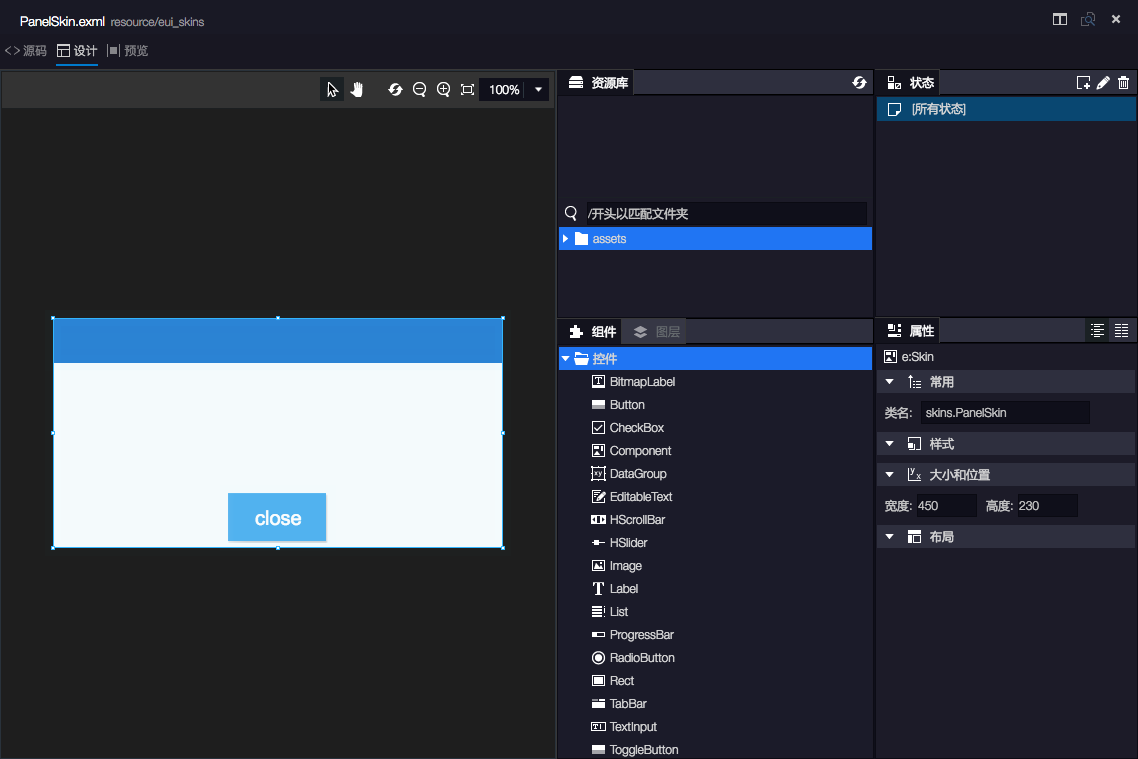 PanelSkin.exml resource/eui_skins
<> 源码 设计 预览
100%
close
资源库
/开头以匹配文件夹
assets
组件 图层
控件
BitmapLabel
Button
CheckBox
Component
DataGroup
EditableText
HScrollBar
HSlider
Image
Label
List
ProgressBar
RadioButton
Rect
TabBar
TextInput
ToggleButton
状态
[所有状态]
属性
e:Skin
常用
类名: skins.PanelSkin
样式
大小和位置
宽度: 450 高度: 230
布局